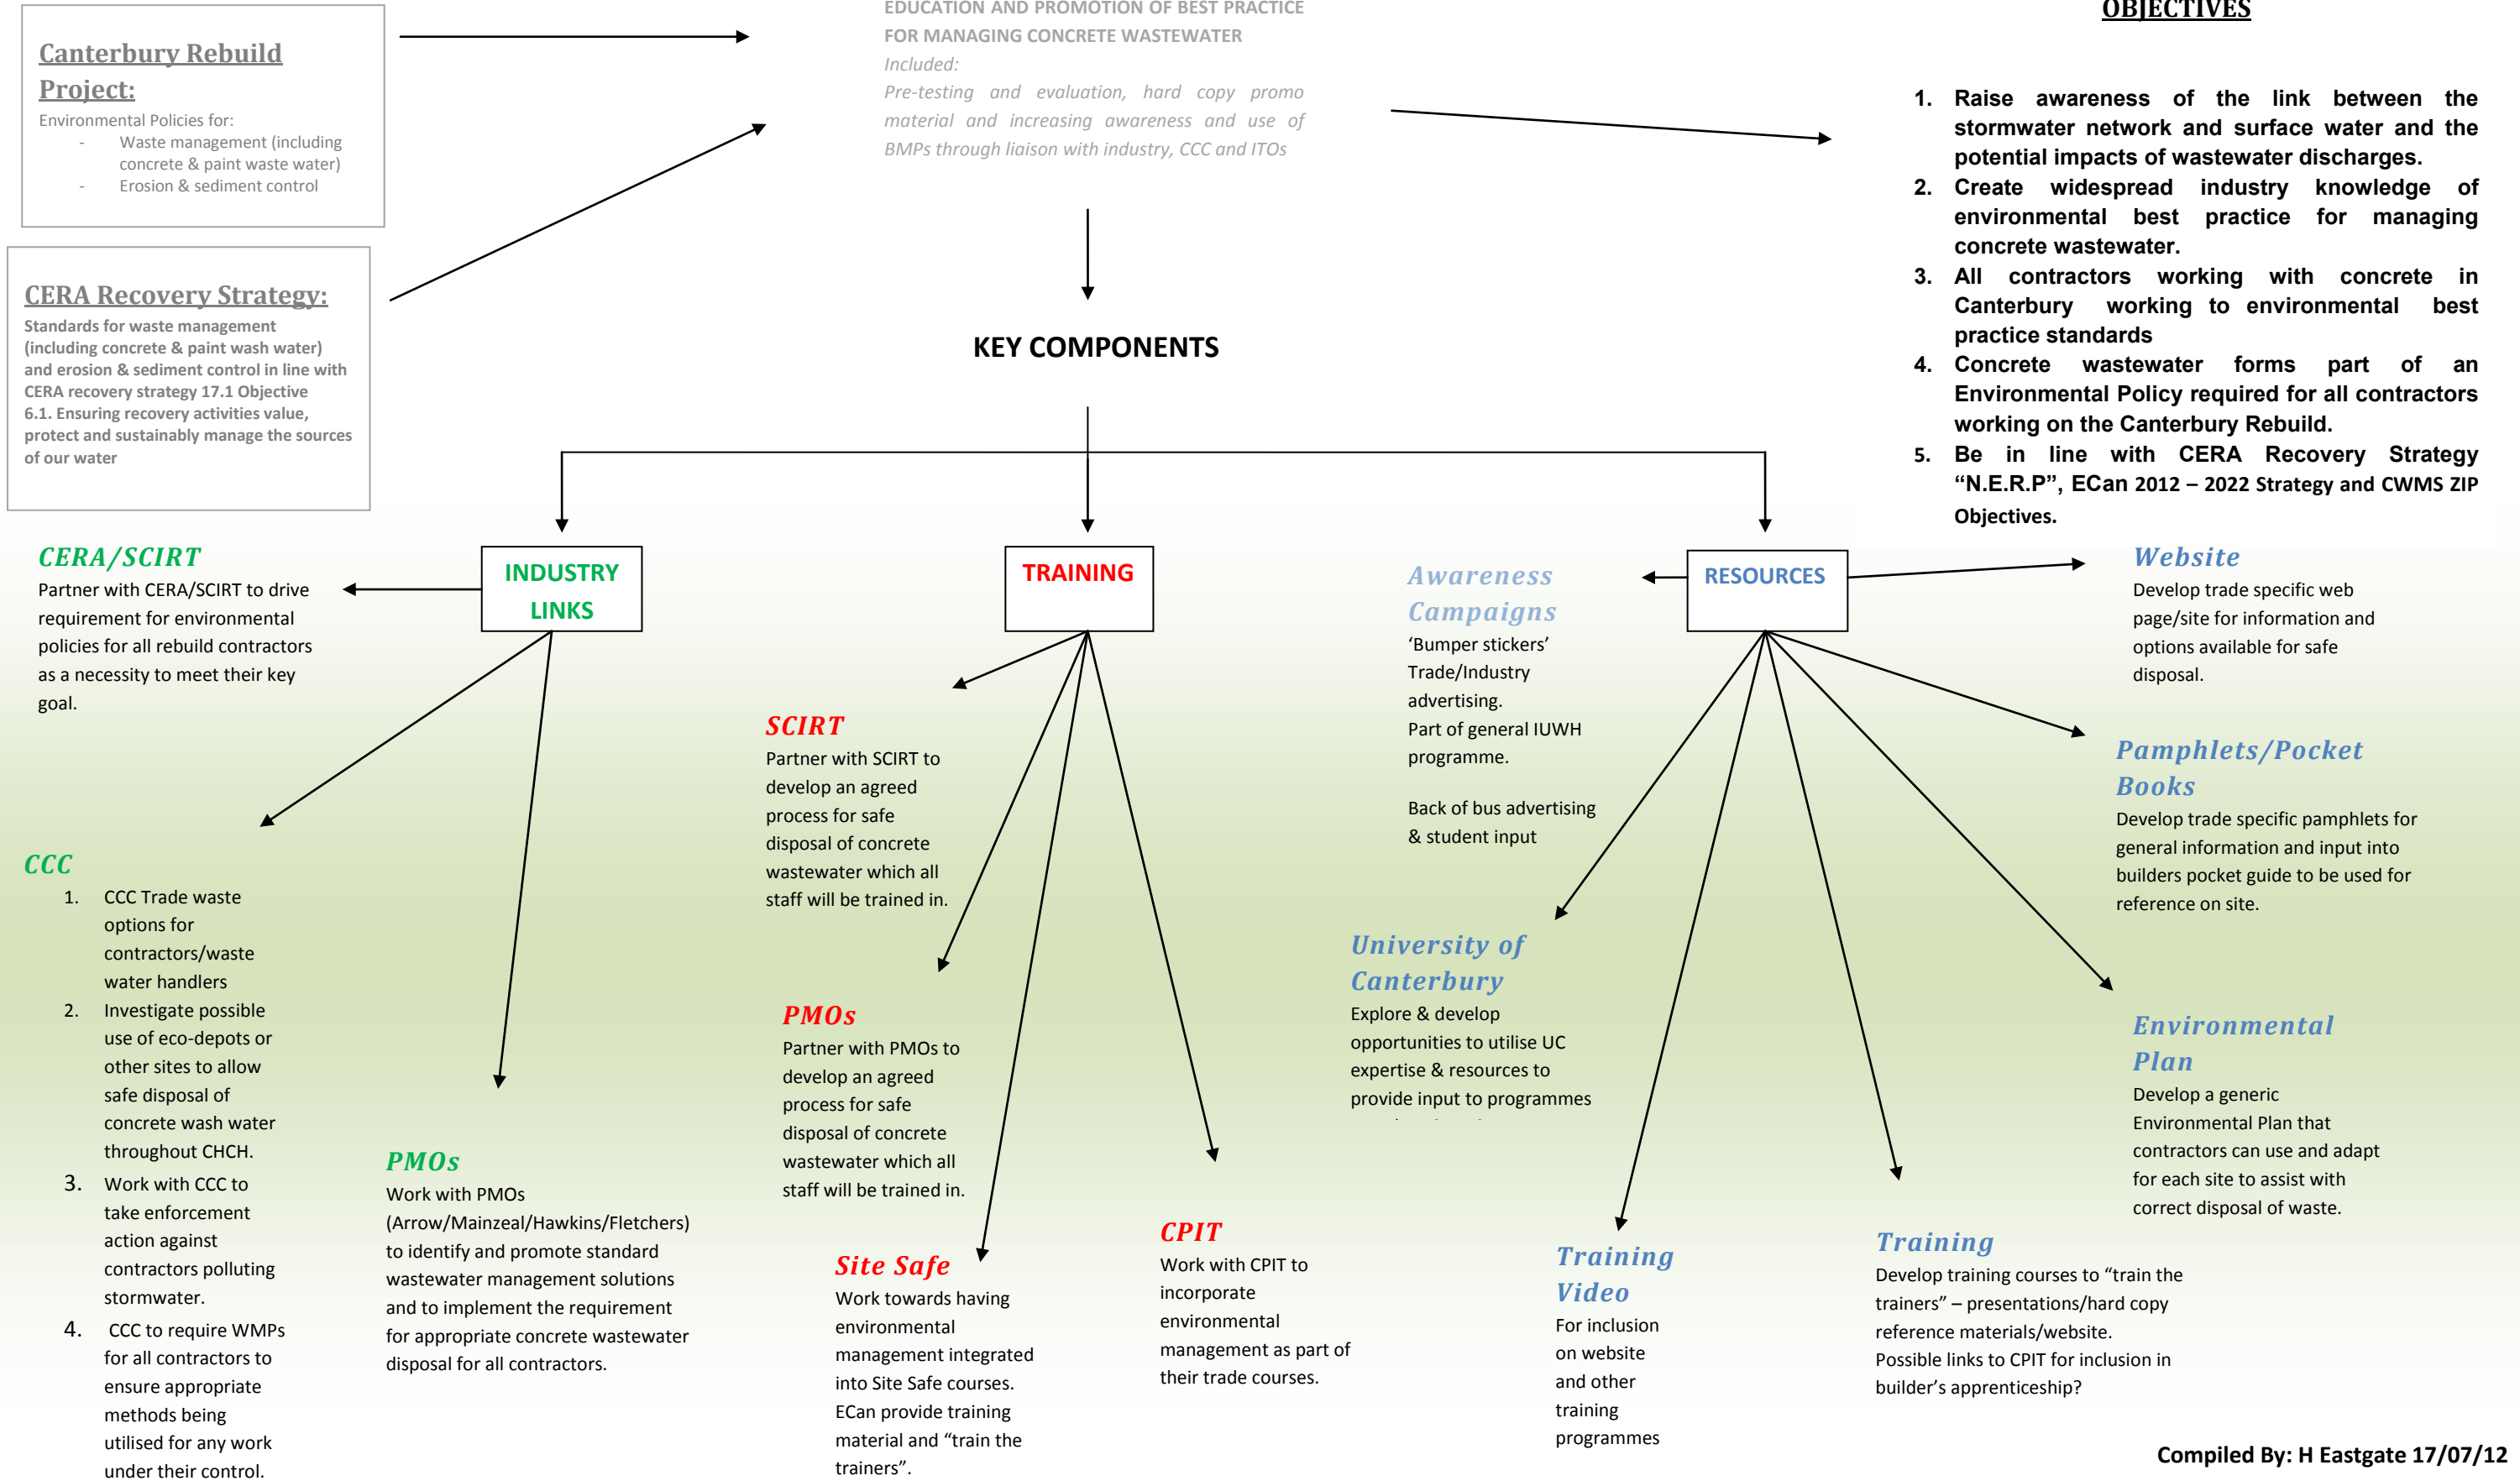 Canterbury Rebuild
Project:
Environmental Policies for:
- Waste management (including
concrete & paint waste water)
- Erosion & sediment control
CERA Recovery Strategy:
Standards for waste management
(including concrete & paint wash water)
and erosion & sediment control in line with
CERA recovery strategy 17.1 Objective
6.1. Ensuring recovery activities value,
protect and sustainably manage the sources
of our water
EDUCATION AND PROMOTION OF BEST PRACTICE
FOR MANAGING CONCRETE WASTEWATER
Included:
Pre-testing and evaluation, hard copy promo
material and increasing awareness and use of
BMPs through liaison with industry, CCC and ITOs
OBJECTIVES
1. Raise awareness of the link between the
stormwater network and surface water and the
potential impacts of wastewater discharges.
2. Create widespread industry knowledge of
environmental best practice for managing
concrete wastewater.
3. All contractors working with concrete in
Canterbury working to environmental best
practice standards
4. Concrete wastewater forms part of an
Environmental Policy required for all contractors
working on the Canterbury Rebuild.
5. Be in line with CERA Recovery Strategy
“N.E.R.P”, ECan 2012 – 2022 Strategy and CWMS ZIP
Objectives.
KEY COMPONENTS
INDUSTRY
LINKS
CERA/SCIRT
Partner with CERA/SCIRT to drive
requirement for environmental
policies for all rebuild contractors
as a necessity to meet their key
goal.
CCC
1. CCC Trade waste
options for
contractors/waste
water handlers
2. Investigate possible
use of eco-depots or
other sites to allow
safe disposal of
concrete wash water
throughout CHCH.
3. Work with CCC to
take enforcement
action against
contractors polluting
stormwater.
4. CCC to require WMPs
for all contractors to
ensure appropriate
methods being
utilised for any work
under their control.
PMOs
Work with PMOs
(Arrow/Mainzeal/Hawkins/Fletchers)
to identify and promote standard
wastewater management solutions
and to implement the requirement
for appropriate concrete wastewater
disposal for all contractors.
TRAINING
SCIRT
Partner with SCIRT to
develop an agreed
process for safe
disposal of concrete
wastewater which all
staff will be trained in.
PMOs
Partner with PMOs to
develop an agreed
process for safe
disposal of concrete
wastewater which all
staff will be trained in.
Site Safe
Work towards having
environmental
management integrated
into Site Safe courses.
ECan provide training
material and “train the
trainers”.
CPIT
Work with CPIT to
incorporate
environmental
management as part of
their trade courses.
RESOURCES
Awareness
Campaigns
‘Bumper stickers’
Trade/Industry
advertising.
Part of general IUWH
programme.
Back of bus advertising
& student input
University of
Canterbury
Explore & develop
opportunities to utilise UC
expertise & resources to
provide input to programmes
Training
Video
For inclusion
on website
and other
training
programmes
Training
Develop training courses to “train the
trainers” – presentations/hard copy
reference materials/website.
Possible links to CPIT for inclusion in
builder’s apprenticeship?
Environmental
Plan
Develop a generic
Environmental Plan that
contractors can use and adapt
for each site to assist with
correct disposal of waste.
Pamphlets/Pocket
Books
Develop trade specific pamphlets for
general information and input into
builders pocket guide to be used for
reference on site.
Website
Develop trade specific web
page/site for information and
options available for safe
disposal.
Compiled By: H Eastgate 17/07/12